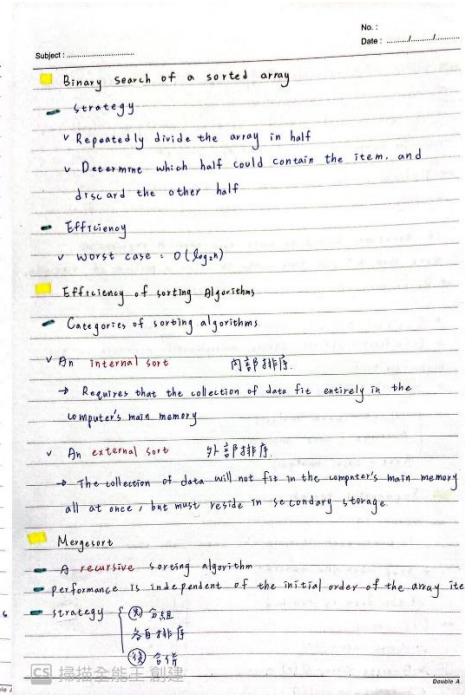 No. :
Date : ......../......../........
Subject : ................................
Binary search of a sorted array
strategy
v Repeatedly divide the array in half
v Determine which half could contain the item, and
discard the other half
Efficiency
v worst case : O(log₂n)
Efficiency of sorting Algorithms
Categories of sorting algorithms
v An internal sort 內部排序.
→ Requires that the collection of data fit entirely in the
computer's main memory
v An external sort 外部排序.
→ The collection of data will not fit in the computer's main memory
all at once, but must reside in secondary storage
Mergesort
A recursive sorting algorithm
performance is independent of the initial order of the array ite
strategy { 先 分組
各自排序
後 合併
CS 掃描全能王 創建
Double A